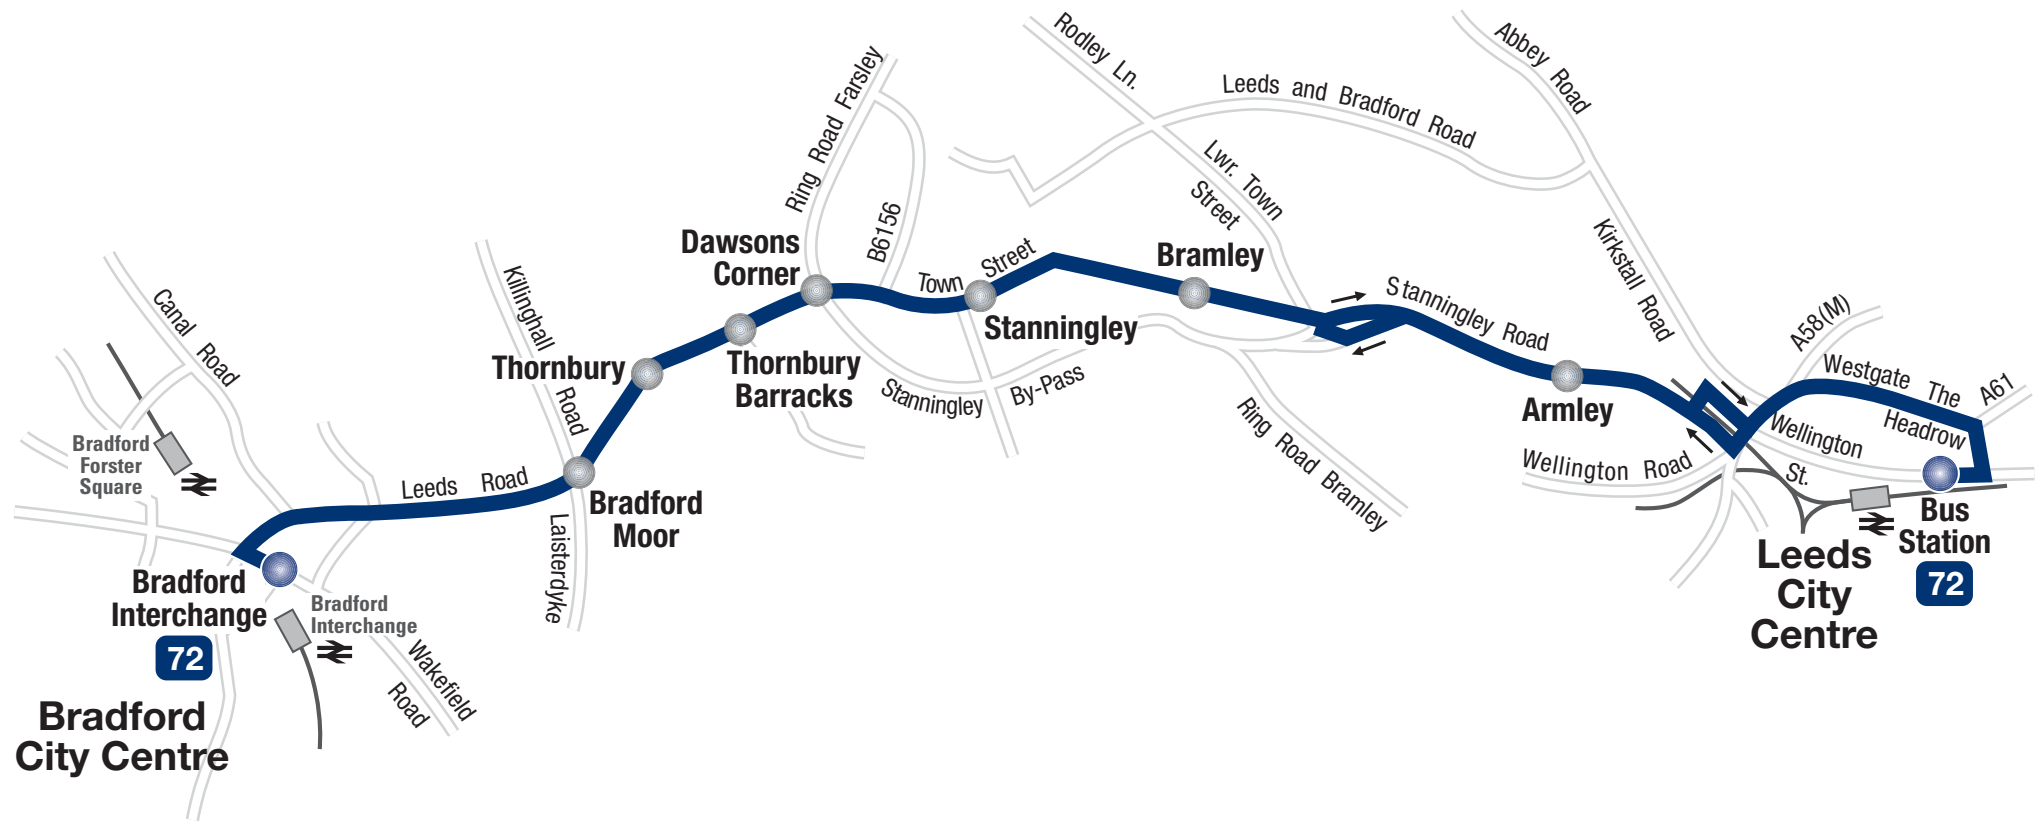 Rodley Ln.
Abbey Road
Leeds and Bradford Road
Ring Road Farsley
Lwr. Town
Street
B6156
Kirkstall Road
Dawsons
Corner
Town Street
Bramley
Stanningley Road
Killinghall Road
Canal Road
Stanningley
A58(M)
Thornbury
Thornbury
Barracks
Stanningley By-Pass
Armley
Westgate The
Headrow
A61
Ring Road Bramley
Wellington
St.
Wellington Road
Bradford
Forster
Square
Leeds Road
Bradford
Moor
Laisterdyke
Bus
Station
72
Leeds
City
Centre
Bradford
Interchange
72
Bradford
Interchange
Wakefield
Road
Bradford
City Centre